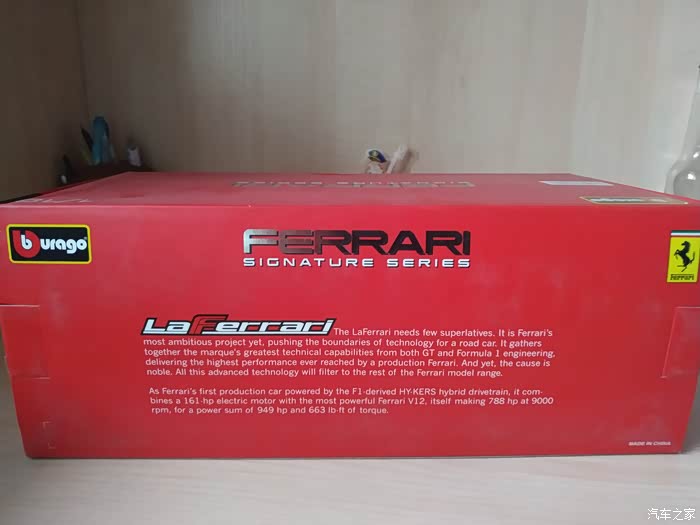 burago
FERRARI
SIGNATURE SERIES
LaFerrari The LaFerrari needs few superlatives. It is Ferrari's
most ambitious project yet, pushing the boundaries of technology for a road car. It gathers
together the marque's greatest technical capabilities from both GT and Formula 1 engineering,
delivering the highest performance ever reached by a production Ferrari. And yet, the cause is
noble. All this advanced technology will filter to the rest of the Ferrari model range.
As Ferrari's first production car powered by the F1-derived HY-KERS hybrid drivetrain, it com-
bines a 161-hp electric motor with the most powerful Ferrari V12, itself making 788 hp at 9000
rpm, for a power sum of 949 hp and 663 lb-ft of torque.
MADE IN CHINA
汽车之家